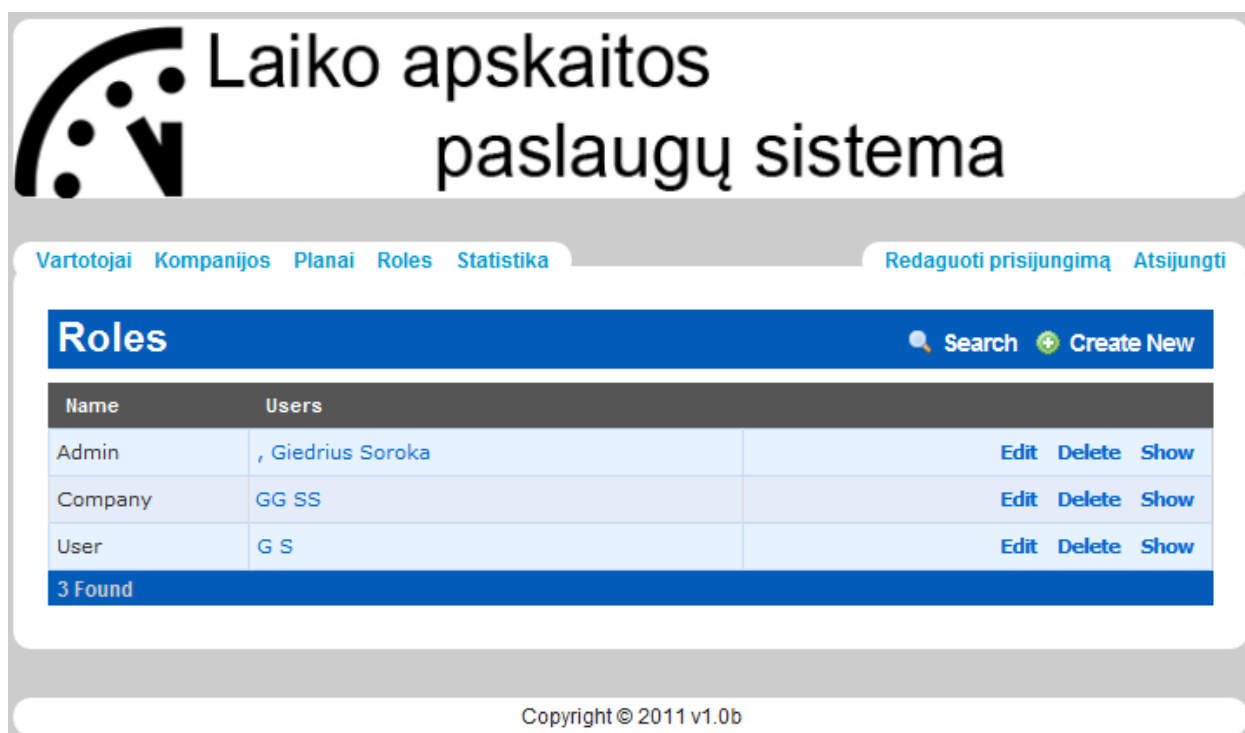 Laiko apskaitos
paslaugų sistema
Vartotojai Kompanijos Planai Roles Statistika Redaguoti prisijungimą Atsijungti
Roles Search Create New
Name Users
Admin , Giedrius Soroka Edit Delete Show
Company GG SS Edit Delete Show
User G S Edit Delete Show
3 Found
Copyright © 2011 v1.0b